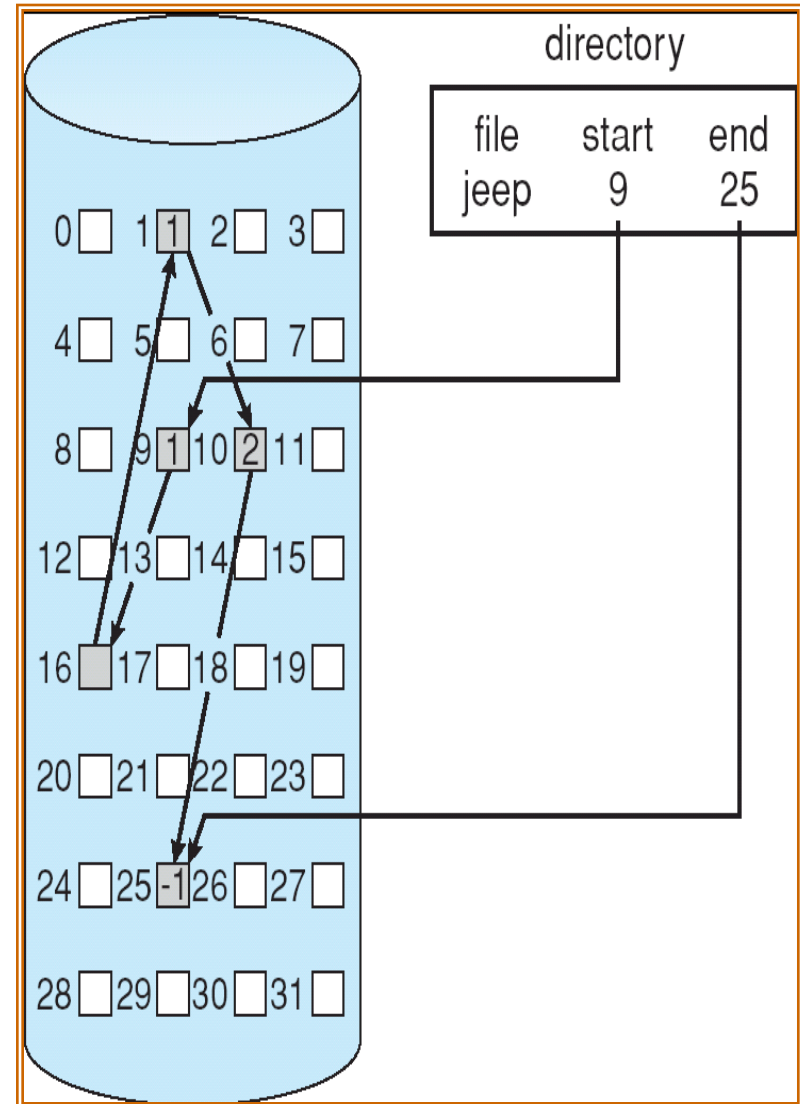 directory
file start end
jeep 9 25
0 1 1 2 3
4 5 6 7
8 9 1 10 2 11
12 13 14 15
16 17 18 19
20 21 22 23
24 25 -1 26 27
28 29 30 31